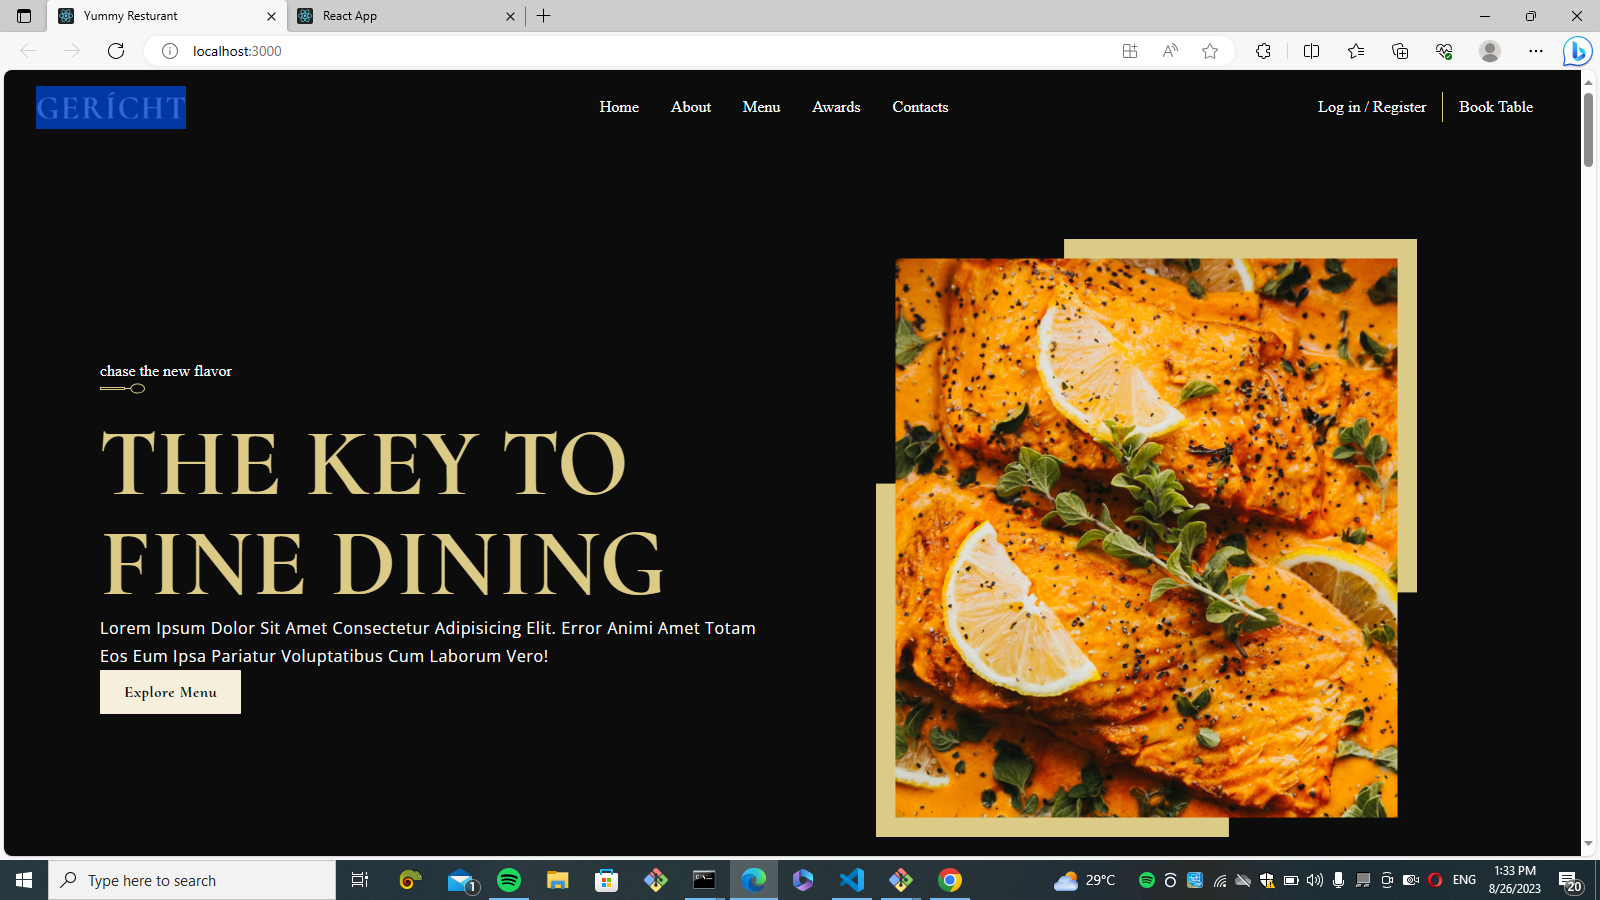 Yummy Resturant
React App
localhost:3000
GERÍCHT
Home
About
Menu
Awards
Contacts
Log in / Register
Book Table
chase the new flavor
THE KEY TO
FINE DINING
Lorem Ipsum Dolor Sit Amet Consectetur Adipisicing Elit. Error Animi Amet Totam
Eos Eum Ipsa Pariatur Voluptatibus Cum Laborum Vero!
Explore Menu
Type here to search
1
29°C
ENG
1:33 PM
8/26/2023
20